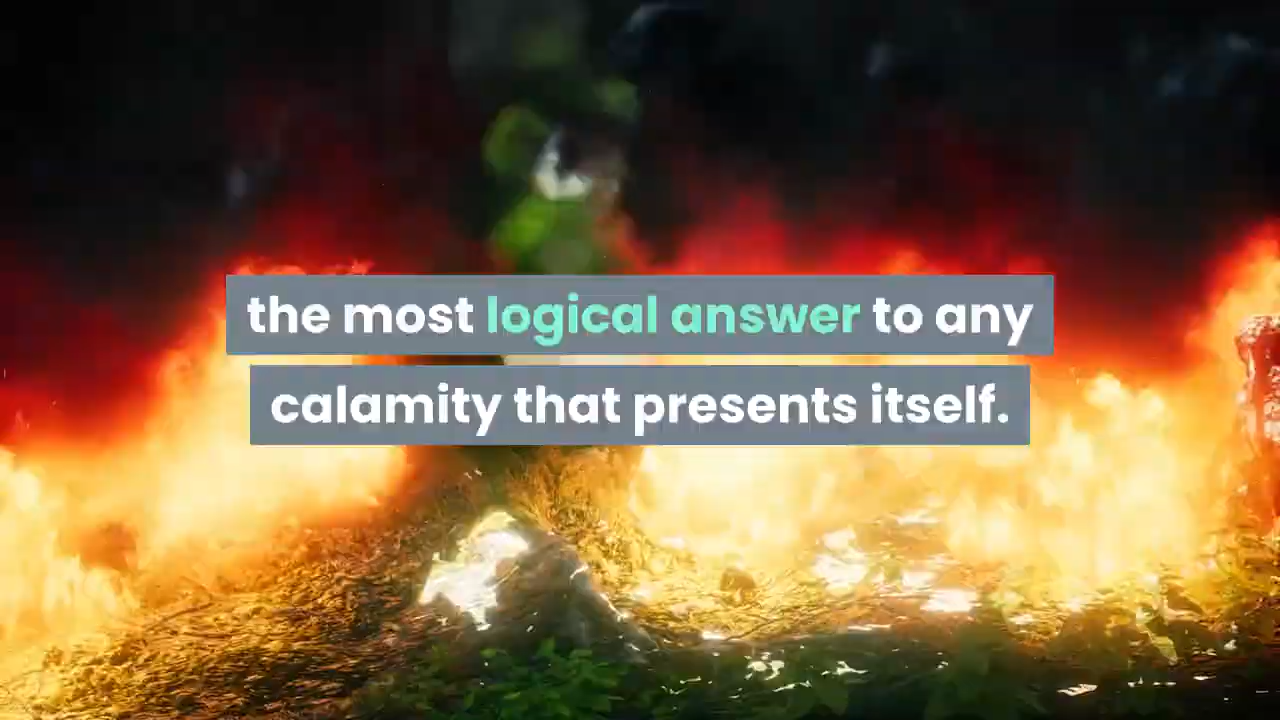 the most logical answer to any
calamity that presents itself.